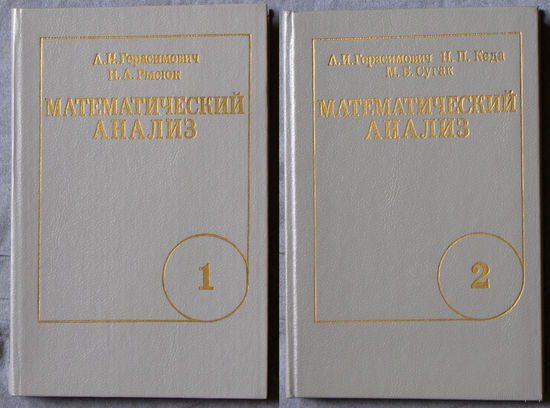 А.И.Герасимович
Н.А.Рысюк
МАТЕМАТИЧЕСКИЙ
АНАЛИЗ
1
А.И.Герасимович Н.П.Кеда
М.Б.Сугак
МАТЕМАТИЧЕСКИЙ
АНАЛИЗ
2